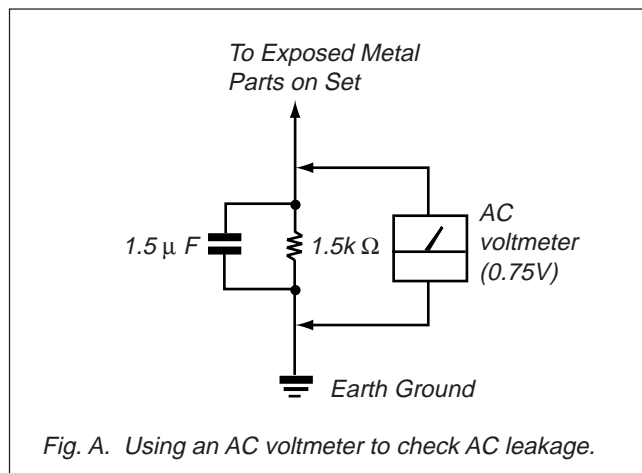 To Exposed Metal
Parts on Set
1.5 μ F
1.5k Ω
AC
voltmeter
(0.75V)
Earth Ground
Fig. A. Using an AC voltmeter to check AC leakage.